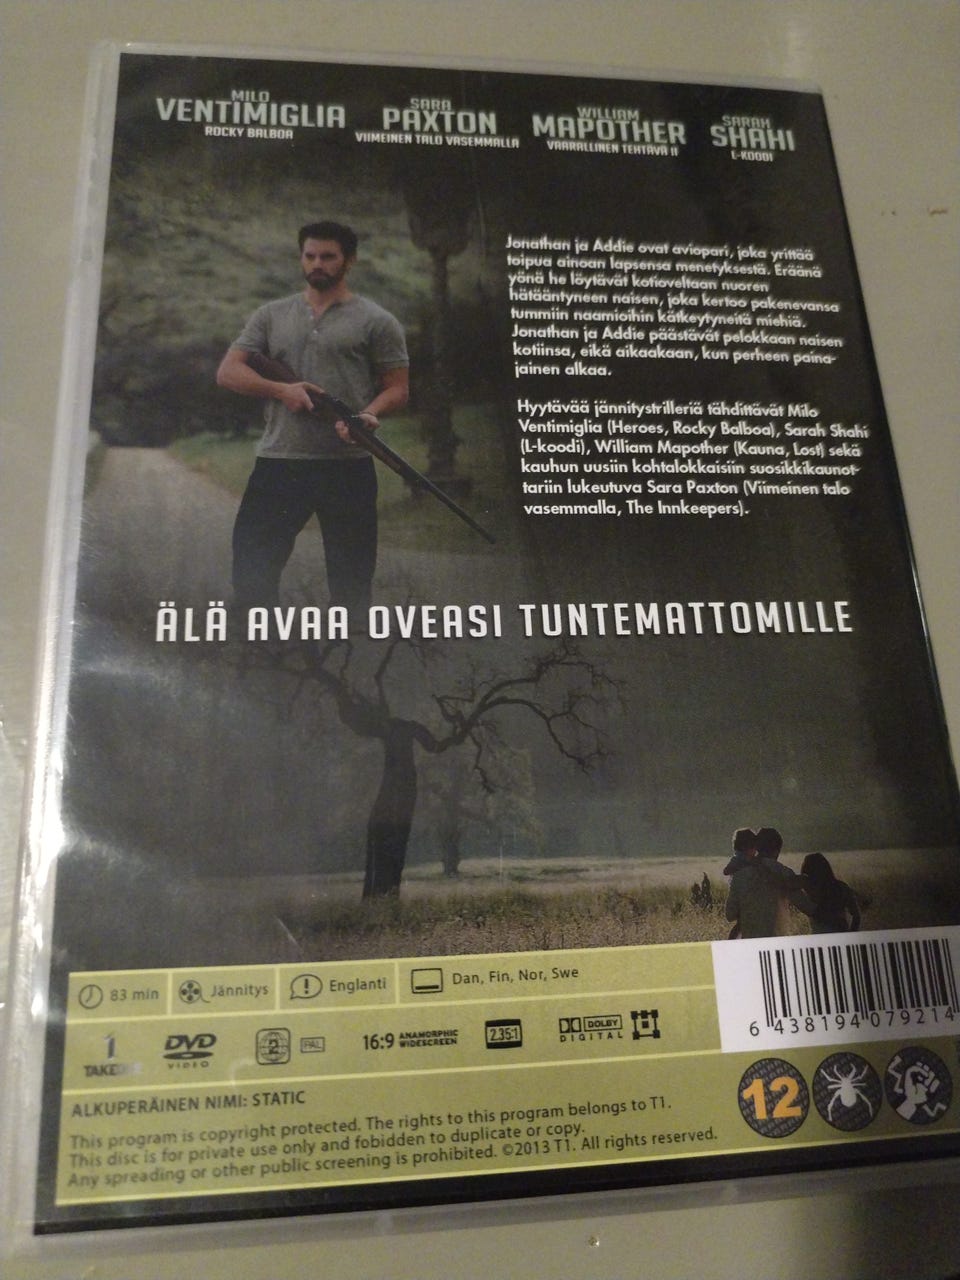 MILO
VENTIMIGLIA
ROCKY BALBOA
SARA
PAXTON
VIIMEINEN TALO VASEMMALLA
WILLIAM
MAPOTHER
VAARALLINEN TEHTÄVÄ II
SARAH
SHAHI
L-KOODI
Jonathan ja Addie ovat aviopari, joka yrittää
toipua ainoan lapsensa menetyksestä. Eräänä
yönä he löytävät kotioveltaan nuoren
hätääntyneen naisen, joka kertoo pakenevansa
tummiin naamioihin kätkeytyneitä miehiä.
Jonathan ja Addie päästävät pelokkaan naisen
kotiinsa, eikä aikaakaan, kun perheen paina-
jainen alkaa.
Hyytävää jännitystrilleriä tähdittävät Milo
Ventimiglia (Heroes, Rocky Balboa), Sarah Shahi
(L-koodi), William Mapother (Kauna, Lost) sekä
kauhun uusiin kohtalokkaisiin suosikkikaunot-
tariin lukeutuva Sara Paxton (Viimeinen talo
vasemmalla, The Innkeepers).
ÄLÄ AVAA OVEASI TUNTEMATTOMILLE
83 min Jännitys Englanti Dan, Fin, Nor, Swe
1
TAKEONE
DVD
VIDEO
2 PAL
16:9 ANAMORPHIC
WIDESCREEN
2.35:1
DOLBY
DIGITAL
6 438194 079214
12
ALKUPERÄINEN NIMI: STATIC
This program is copyright protected. The rights to this program belongs to T1.
This disc is for private use only and fobidden to duplicate or copy.
Any spreading or other public screening is prohibited. ©2013 T1. All rights reserved.